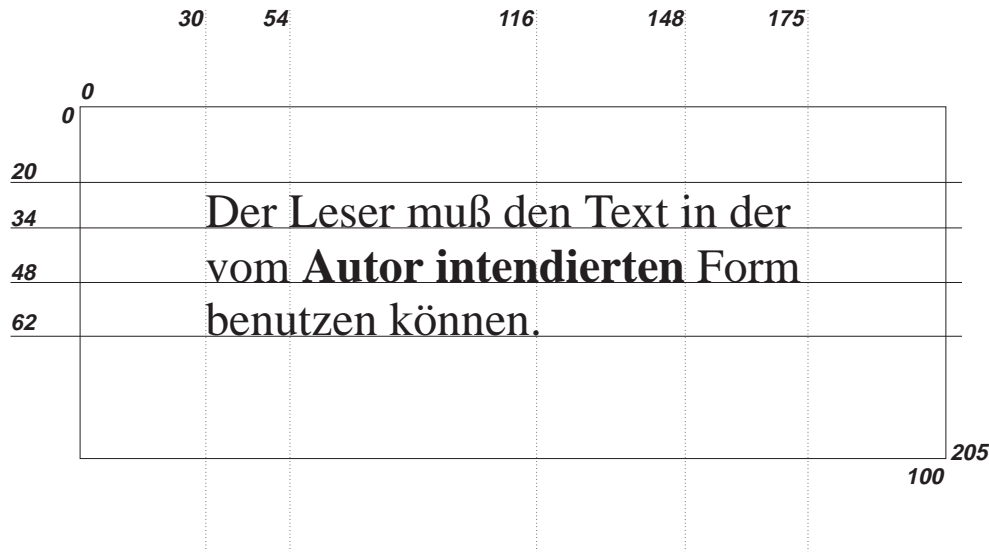 30 54 116 148 175
0
0
20
Der Leser muß den Text in der
34
vom Autor intendierten Form
48
benutzen können.
62
205
100